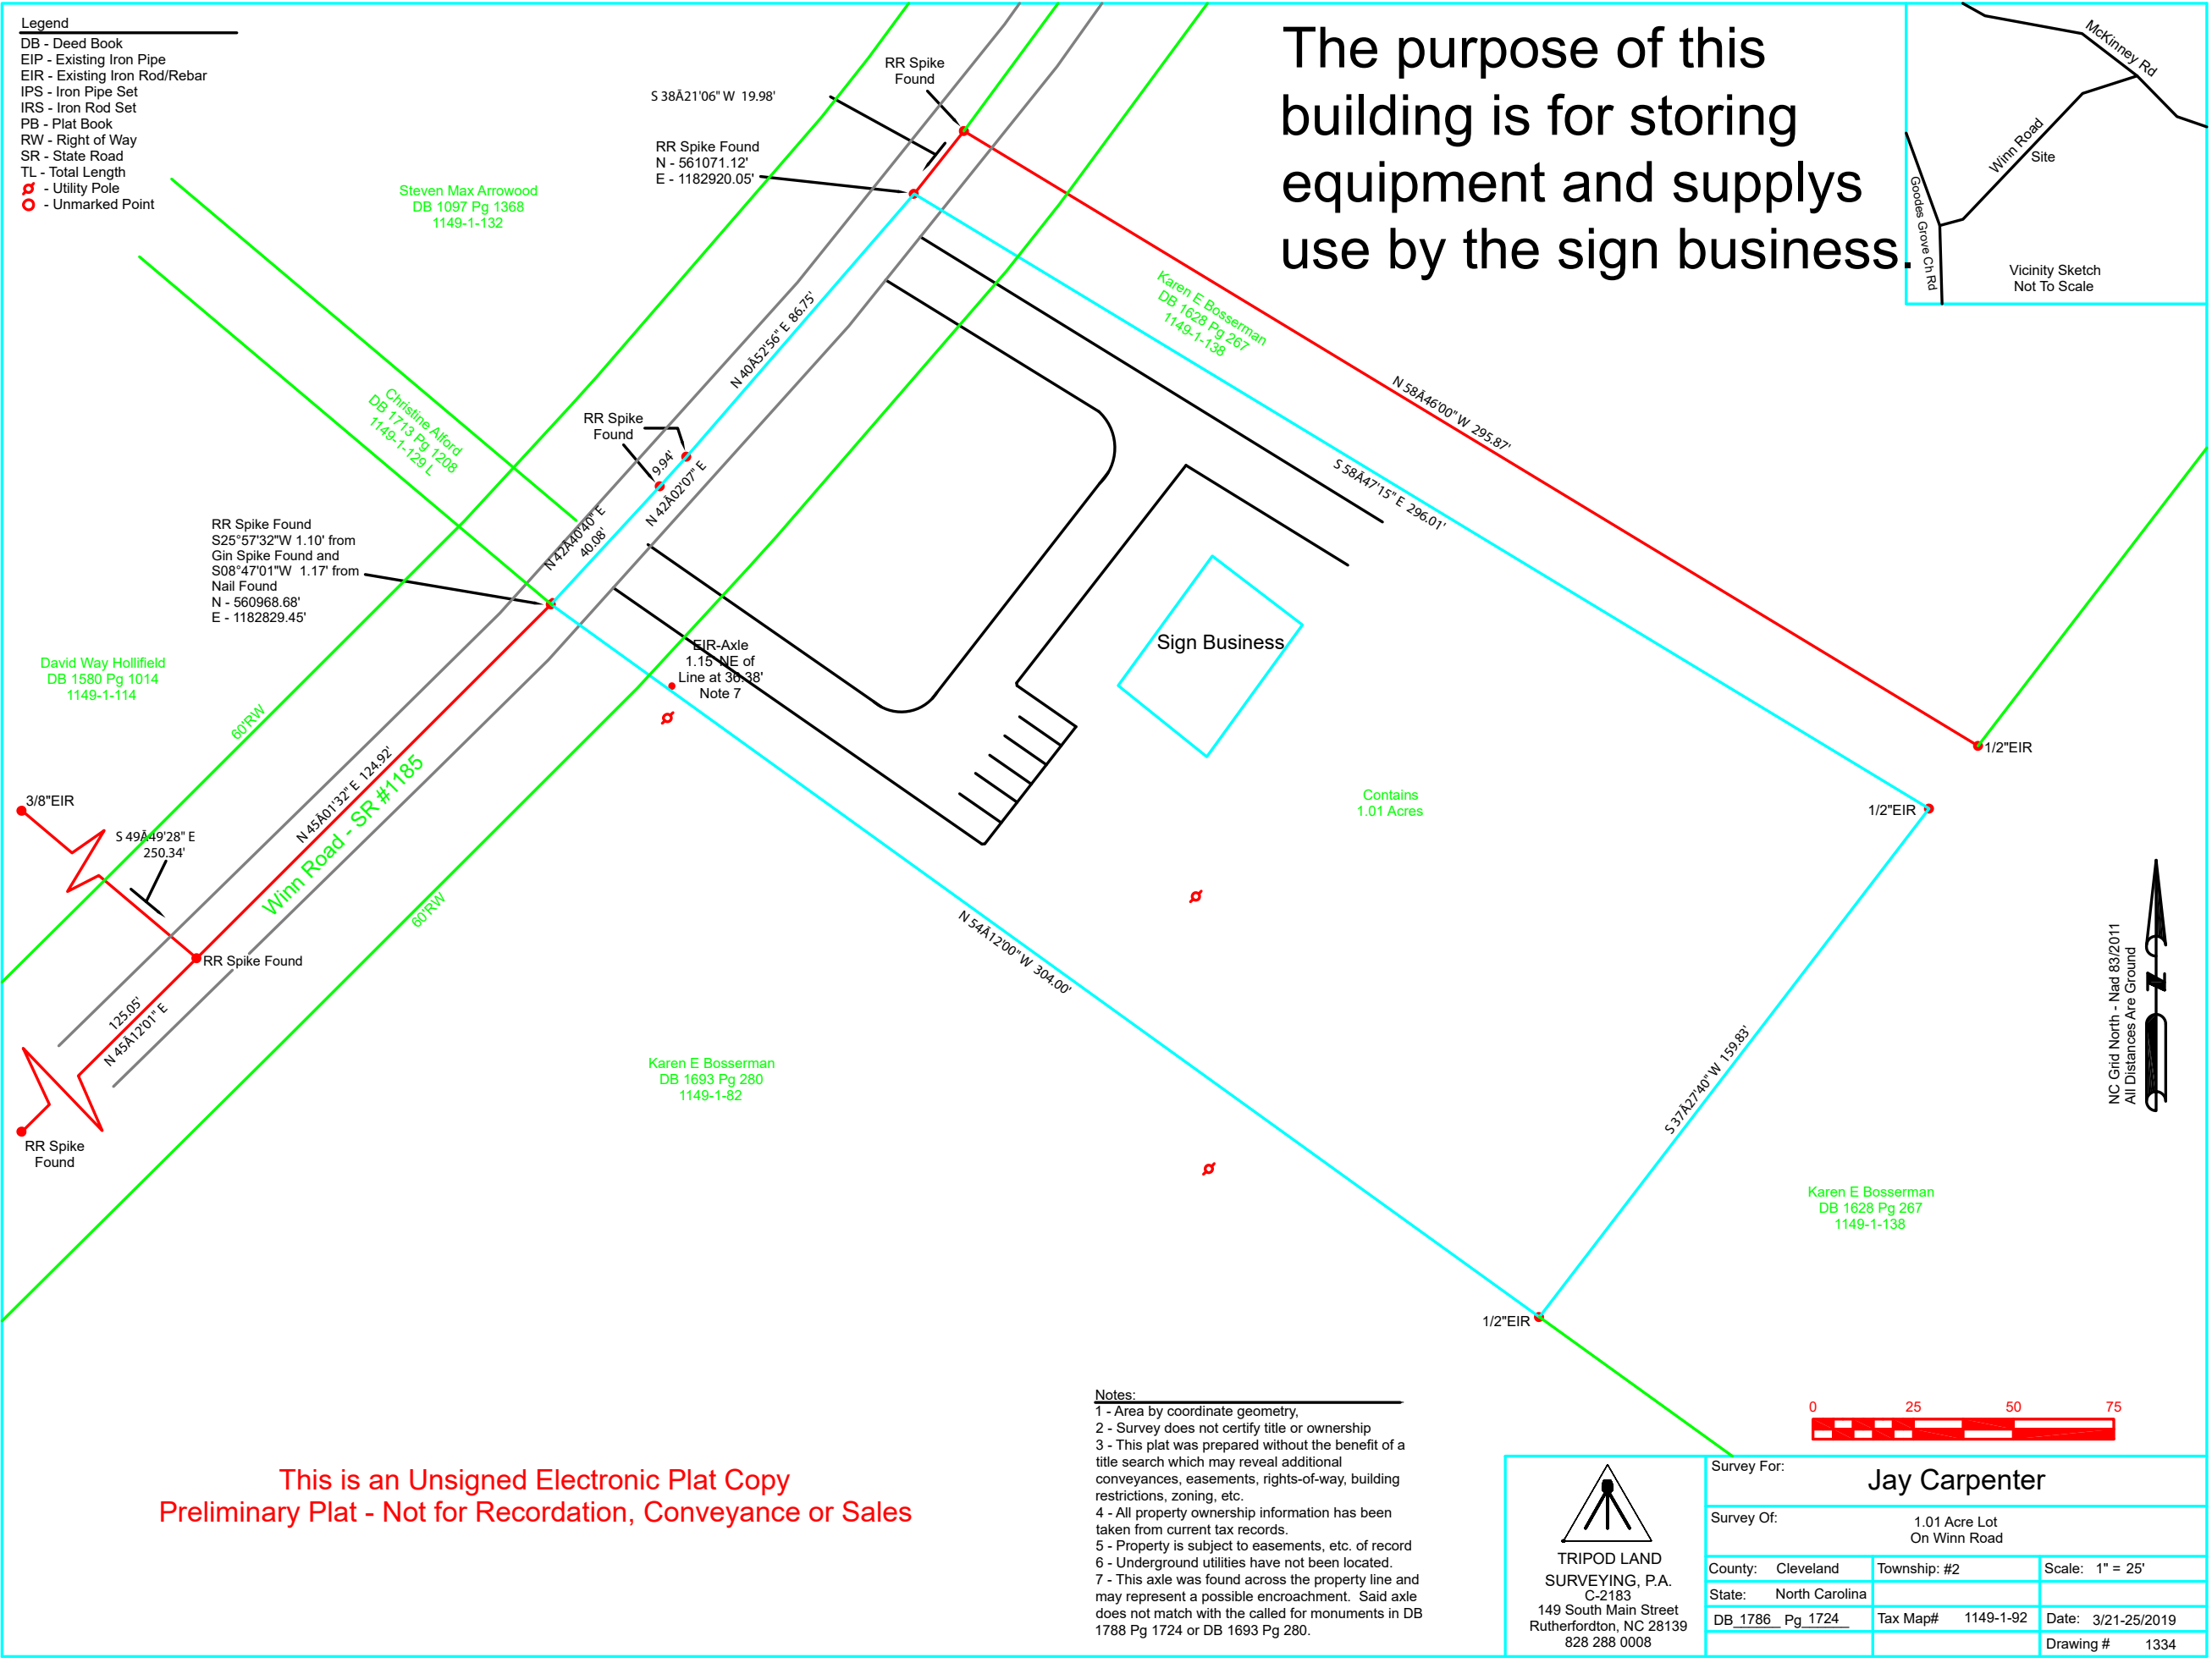 Legend
DB - Deed Book
EIP - Existing Iron Pipe
EIR - Existing Iron Rod/Rebar
IPS - Iron Pipe Set
IRS - Iron Rod Set
PB - Plat Book
RW - Right of Way
SR - State Road
TL - Total Length
- Utility Pole
- Unmarked Point
The purpose of this
building is for storing
equipment and supplys
use by the sign business.
McKinney Rd
Winn Road
Site
Goodes Grove Ch Rd
Vicinity Sketch
Not To Scale
RR Spike
Found
S 38Â21'06" W 19.98'
RR Spike Found
N - 561071.12'
E - 1182920.05'
Steven Max Arrowood
DB 1097 Pg 1368
1149-1-132
Karen E Bosserman
DB 1628 Pg 267
1149-1-138
N 40Â52'56" E 86.75'
N 58Â46'00" W 295.87'
S 58Â47'15" E 296.01'
Christine Alford
DB 1713 Pg 1208
1149-1-129 L
RR Spike
Found
9.94'
N 42Â02'07" E
N 42Â40'40" E
40.08'
RR Spike Found
S25°57'32"W 1.10' from
Gin Spike Found and
S08°47'01"W 1.17' from
Nail Found
N - 560968.68'
E - 1182829.45'
EIR-Axle
1.15' NE of
Line at 36.38'
Note 7
Sign Business
David Way Hollifield
DB 1580 Pg 1014
1149-1-114
60'RW
N 45Â01'32" E 124.92'
Winn Road - SR #1185
60'RW
1/2"EIR
1/2"EIR
Contains
1.01 Acres
3/8"EIR
S 49Â49'28" E
250.34'
RR Spike Found
125.05'
N 45Â12'01" E
RR Spike
Found
N 54Â12'00" W 304.00'
Karen E Bosserman
DB 1693 Pg 280
1149-1-82
S 37Â27'40" W 159.83'
NC Grid North - Nad 83/2011
All Distances Are Ground
N
Karen E Bosserman
DB 1628 Pg 267
1149-1-138
1/2"EIR
Notes:
1 - Area by coordinate geometry,
2 - Survey does not certify title or ownership
3 - This plat was prepared without the benefit of a
title search which may reveal additional
conveyances, easements, rights-of-way, building
restrictions, zoning, etc.
4 - All property ownership information has been
taken from current tax records.
5 - Property is subject to easements, etc. of record
6 - Underground utilities have not been located.
7 - This axle was found across the property line and
may represent a possible encroachment. Said axle
does not match with the called for monuments in DB
1788 Pg 1724 or DB 1693 Pg 280.
This is an Unsigned Electronic Plat Copy
Preliminary Plat - Not for Recordation, Conveyance or Sales
0 25 50 75
TRIPOD LAND
SURVEYING, P.A.
C-2183
149 South Main Street
Rutherfordton, NC 28139
828 288 0008
Survey For: Jay Carpenter
Survey Of: 1.01 Acre Lot
On Winn Road
County: Cleveland Township: #2 Scale: 1" = 25'
State: North Carolina
DB 1786 Pg 1724 Tax Map# 1149-1-92 Date: 3/21-25/2019
Drawing # 1334